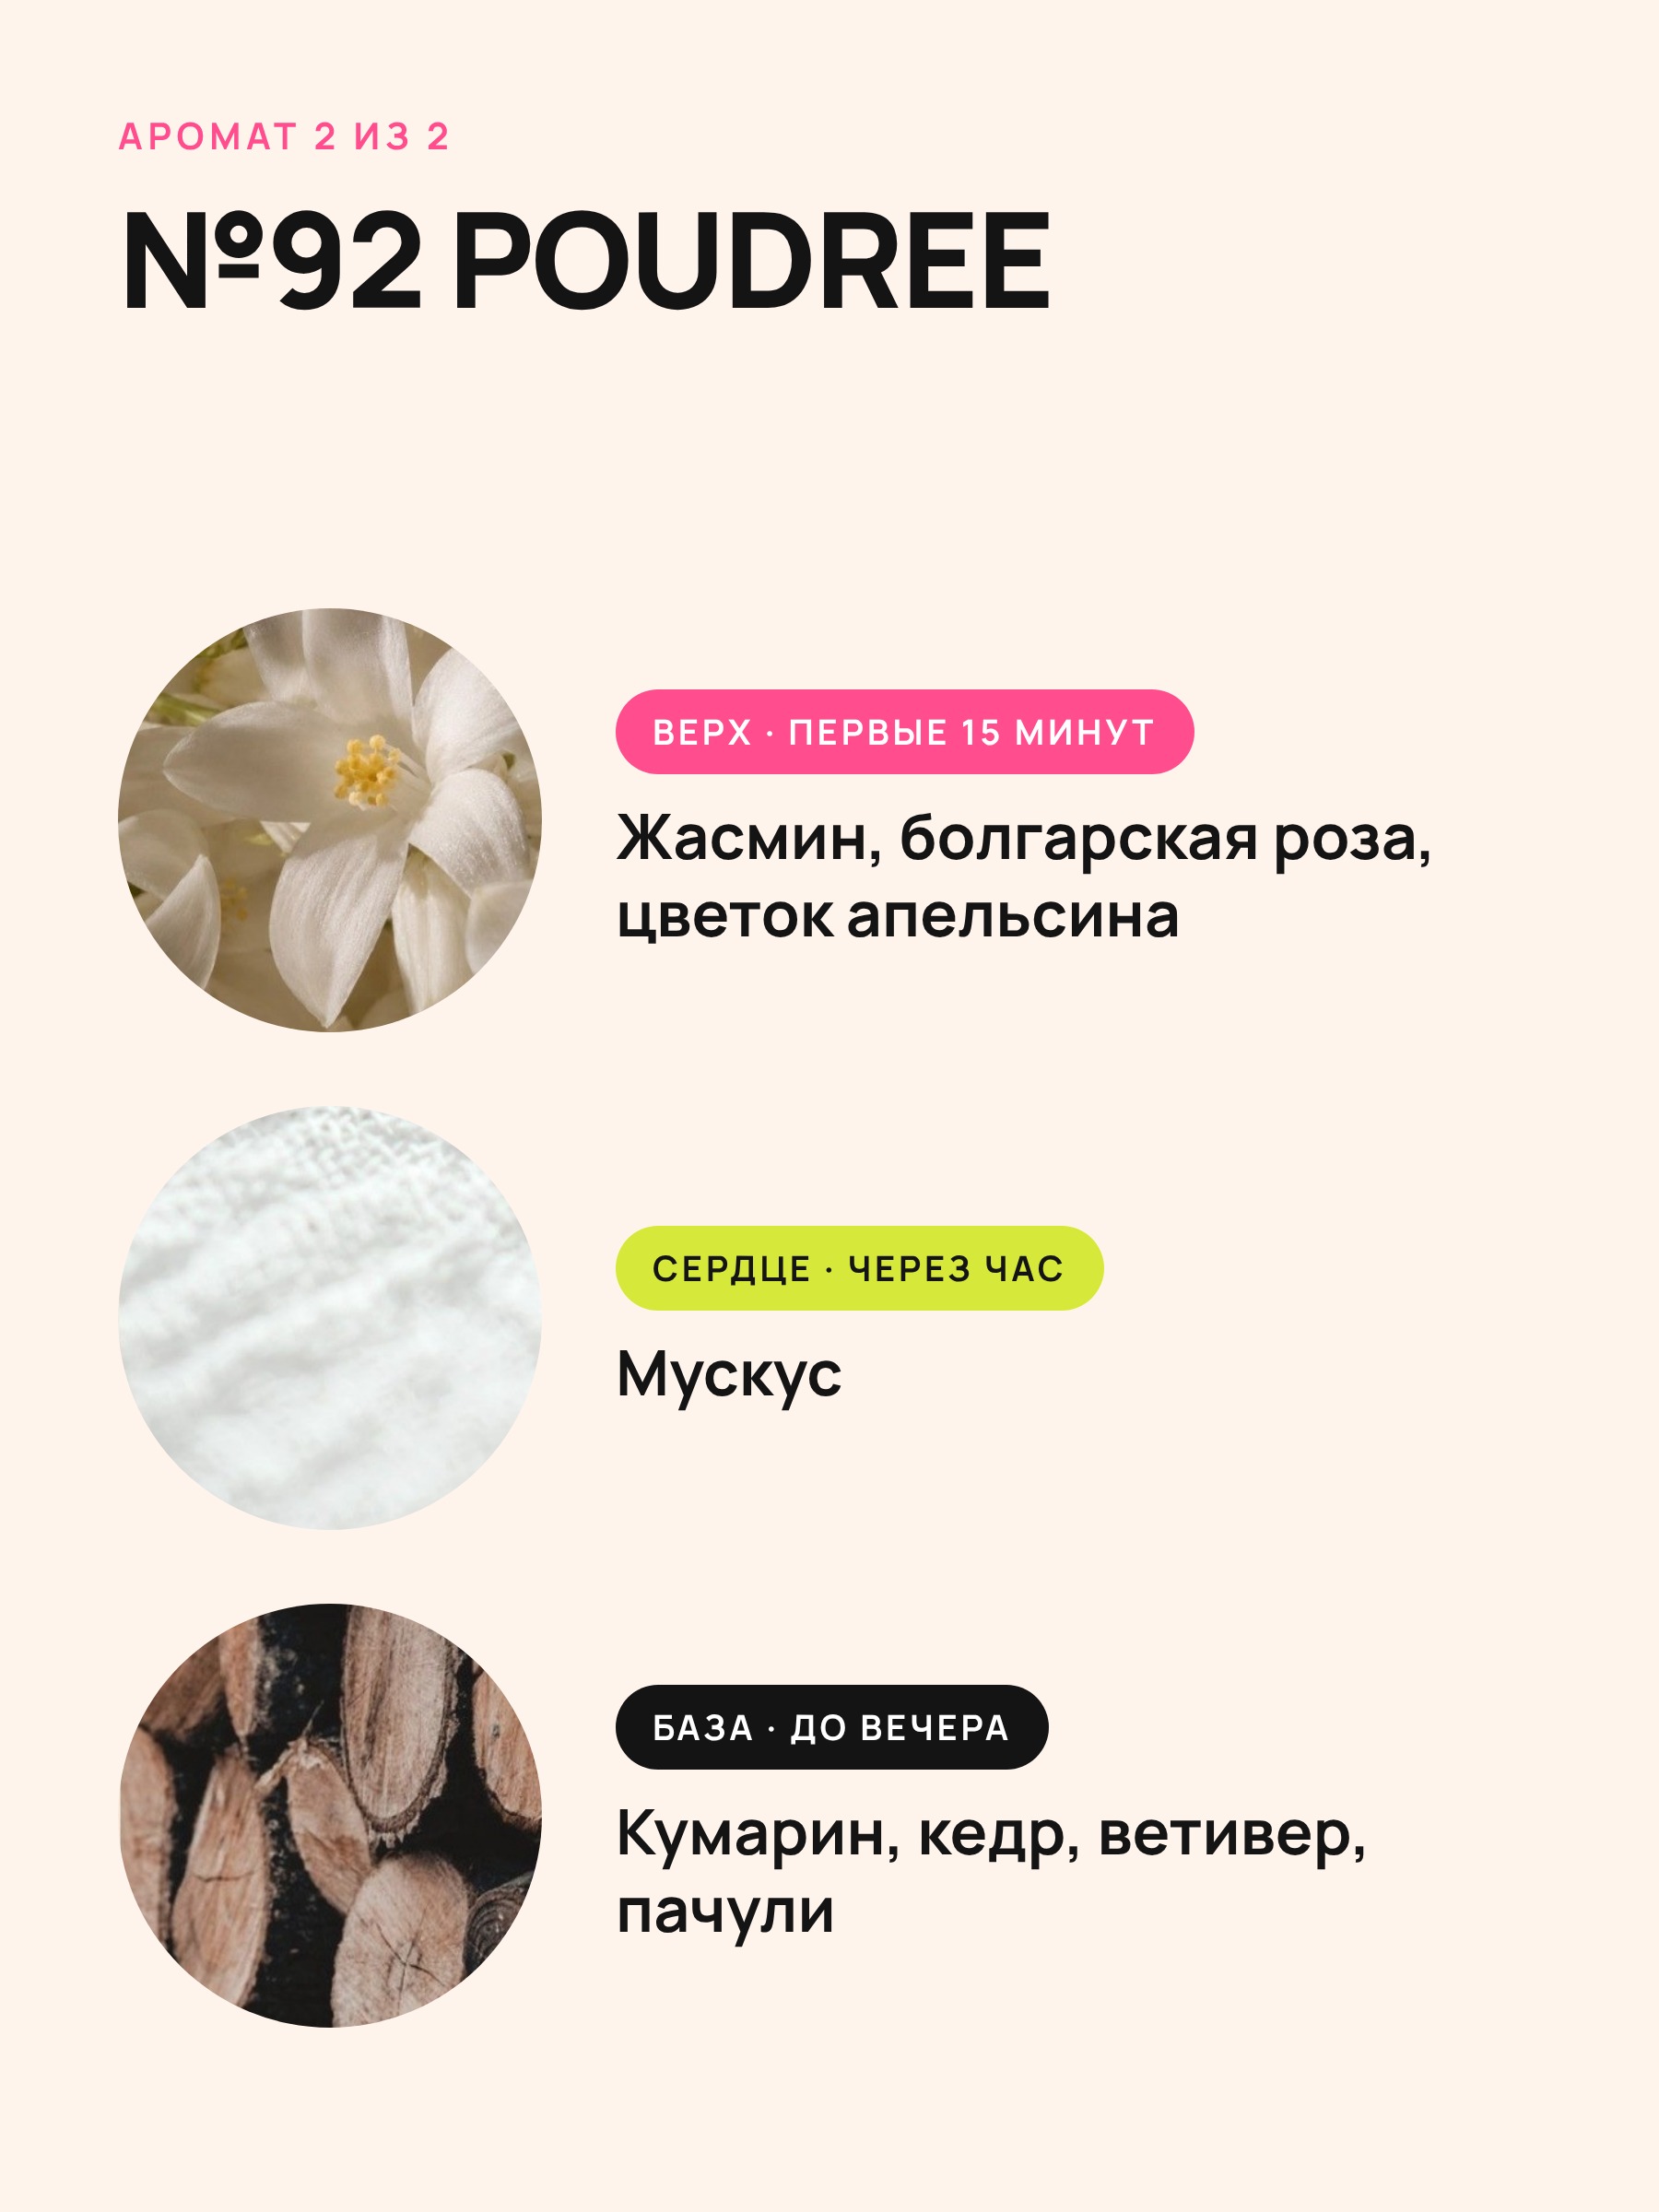 АРОМАТ 2 ИЗ 2
№92 POUDREE
ВЕРХ · ПЕРВЫЕ 15 МИНУТ
Жасмин, болгарская роза,
цветок апельсина
СЕРДЦЕ · ЧЕРЕЗ ЧАС
Мускус
БАЗА · ДО ВЕЧЕРА
Кумарин, кедр, ветивер,
пачули